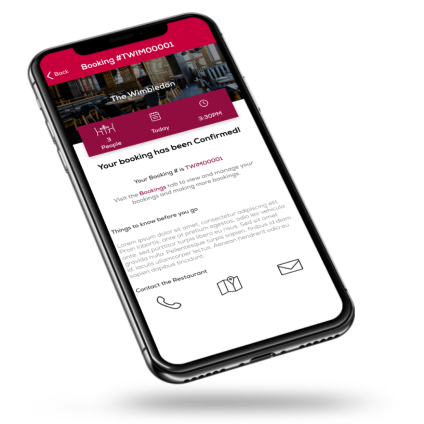 Back
Booking #TWIM00001
The Wimbledon
3
People
Today
3:30PM
Your booking has been Confirmed!
Your Booking # is TWIM00001
Visit the Bookings tab to view and manage your
bookings and making more bookings.
Things to know before you go
Lorem ipsum dolor sit amet, consectetur adipiscing elit.
Proin lobortis, ante in pretium egestas, odio leo vehicula
ante, sed porttitor turpis libero eu risus. Sed sit amet
gravida nulla. Pellentesque turpis sapien, finibus id diam
id, iaculis ullamcorper lectus. Aenean hendrerit odio eu
sapien dapibus tincidunt.
Contact the Restaurant